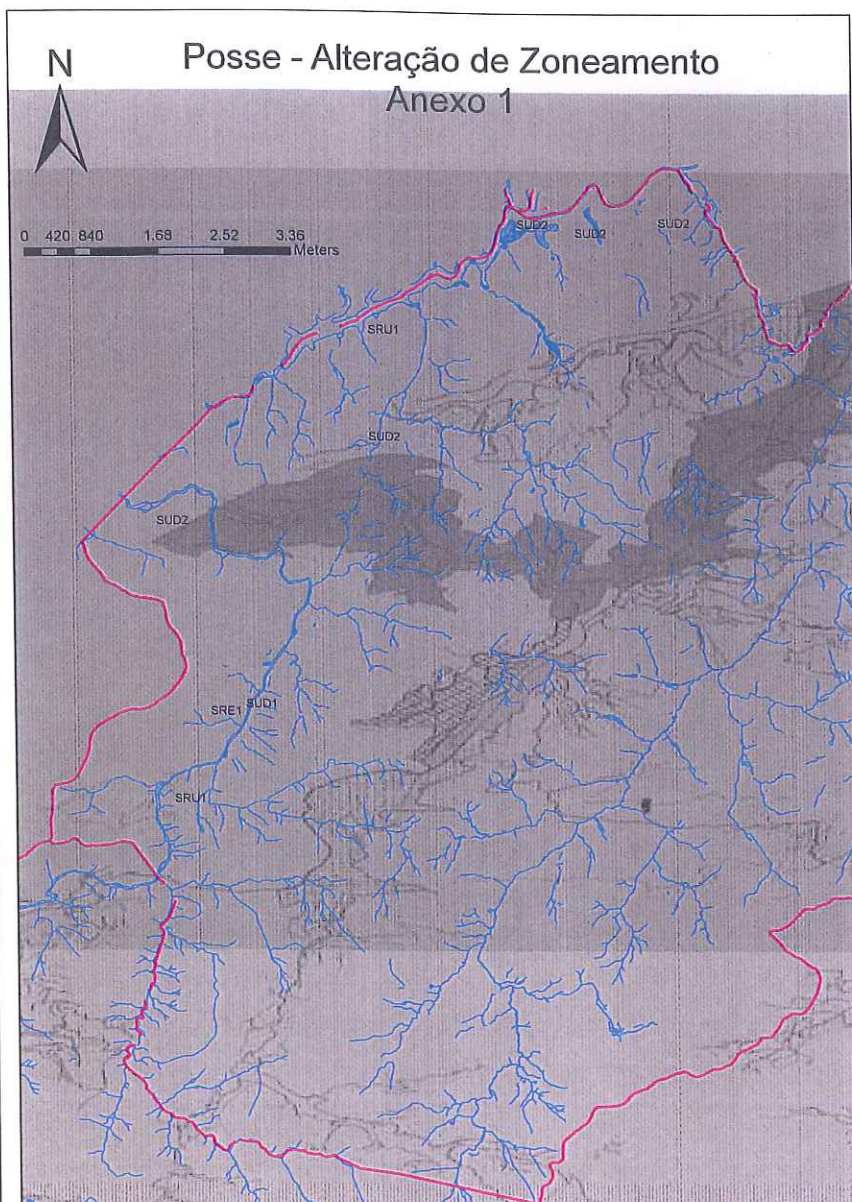 Posse - Alteração de Zoneamento
Anexo 1
N
0 420 840 1.68 2.52 3.36
Meters
SUD2
SUD2
SUD2
SRU1
SUD2
SUD2
SRE1
SUD1
SRU1